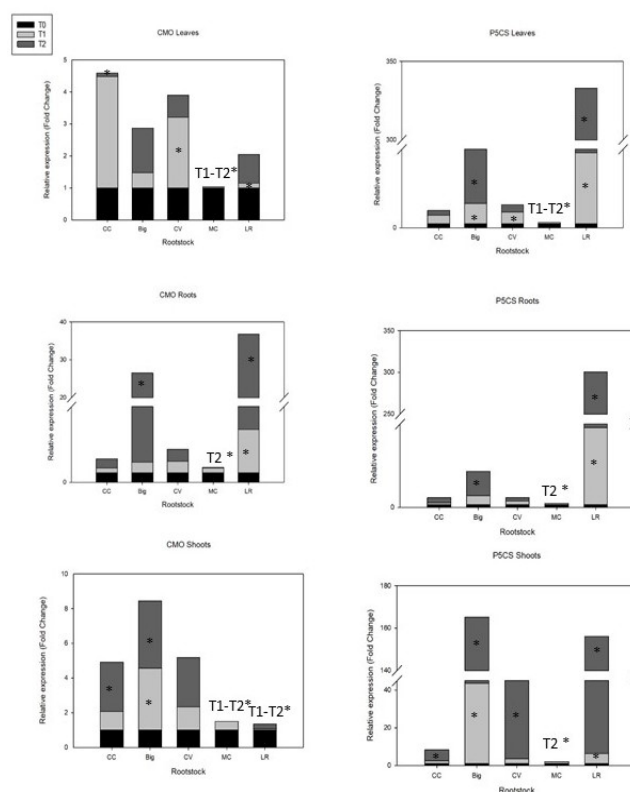 T0
T1
T2
CMO Leaves
Relative expression (Fold Change)
5
4
3
2
1
0
*
*
T1-T2*
*
CC Big CV MC LR
Rootstock
P5CS Leaves
Relative expression (Fold Change)
350
300
0
*
*
*
T1-T2*
*
*
CC Big CV MC LR
Rootstock
CMO Roots
Relative expression (Fold Change)
40
30
20
0
*
T2 *
*
*
CC Big CV MC LR
Rootstock
P5CS Roots
Relative expression (Fold Change)
350
300
250
0
*
T2 *
*
*
CC Big CV MC LR
Rootstock
CMO Shoots
Relative expression (Fold Change)
10
8
6
4
2
0
*
*
*
T1-T2* T1-T2*
CC Big CV MC LR
Rootstock
P5CS Shoots
Relative expression (Fold Change)
180
160
140
40
20
0
*
*
*
*
T2 *
*
*
CC Big CV MC LR
Rootstock